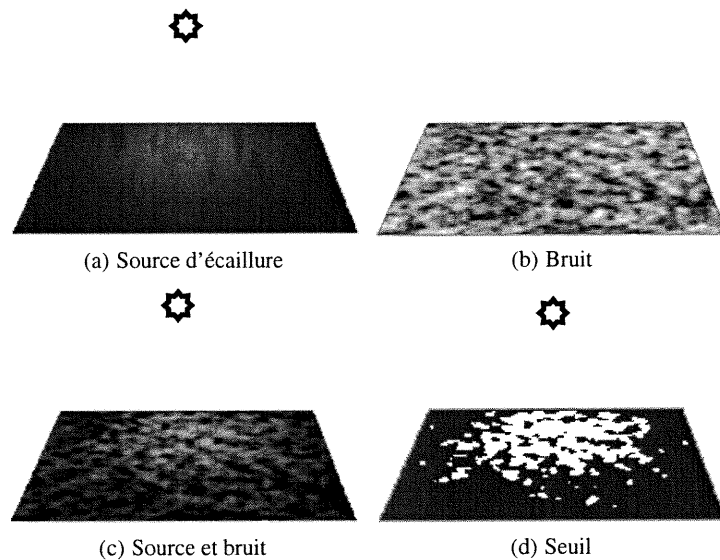 (a) Source d'écaillure
(b) Bruit
(c) Source et bruit
(d) Seuil